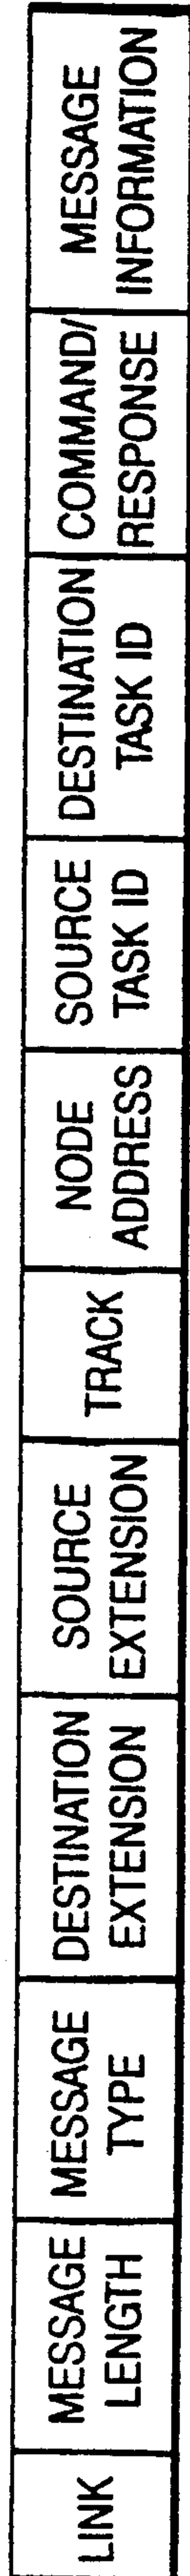 LINK
MESSAGE
LENGTH
MESSAGE
TYPE
DESTINATION
EXTENSION
SOURCE
EXTENSION
TRACK
NODE
ADDRESS
SOURCE
TASK ID
DESTINATION
TASK ID
COMMAND/
RESPONSE
MESSAGE
INFORMATION